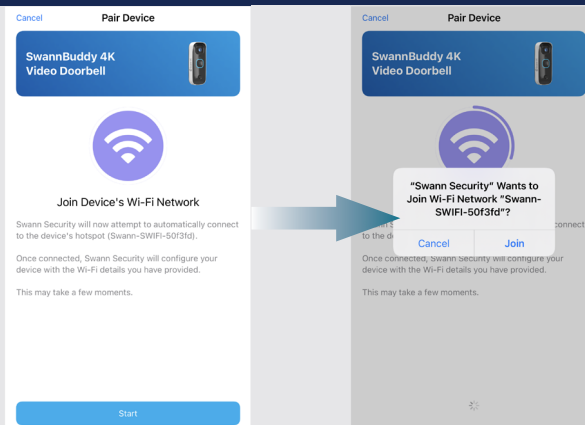 Cancel
Pair Device
SwannBuddy 4K
Video Doorbell
Join Device's Wi-Fi Network
Swann Security will now attempt to automatically connect
to the device's hotspot (Swann-SWIFI-50f3fd).
Once connected, Swann Security will configure your
device with the Wi-Fi details you have provided.
This may take a few moments.
Start
Cancel
Pair Device
SwannBuddy 4K
Video Doorbell
"Swann Security" Wants to
Join Wi-Fi Network "Swann-
SWIFI-50f3fd"?
Cancel
Join
connect
to the
Once connected, Swann Security will configure your
device with the Wi-Fi details you have provided.
This may take a few moments.